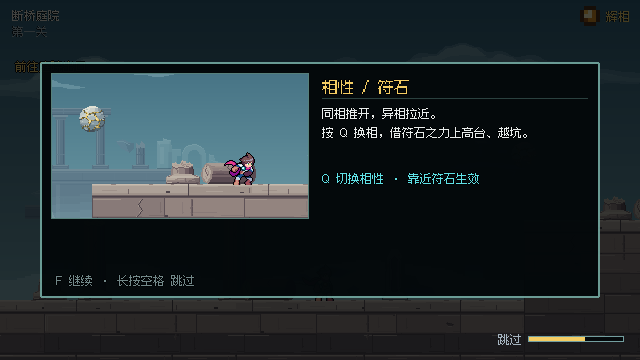 断桥庭院
第一关
辉相
前往
相性 / 符石
同相推开，异相拉近。
按 Q 换相，借符石之力上高台、越坑。
Q 切换相性 · 靠近符石生效
F 继续 · 长按空格 跳过
跳过